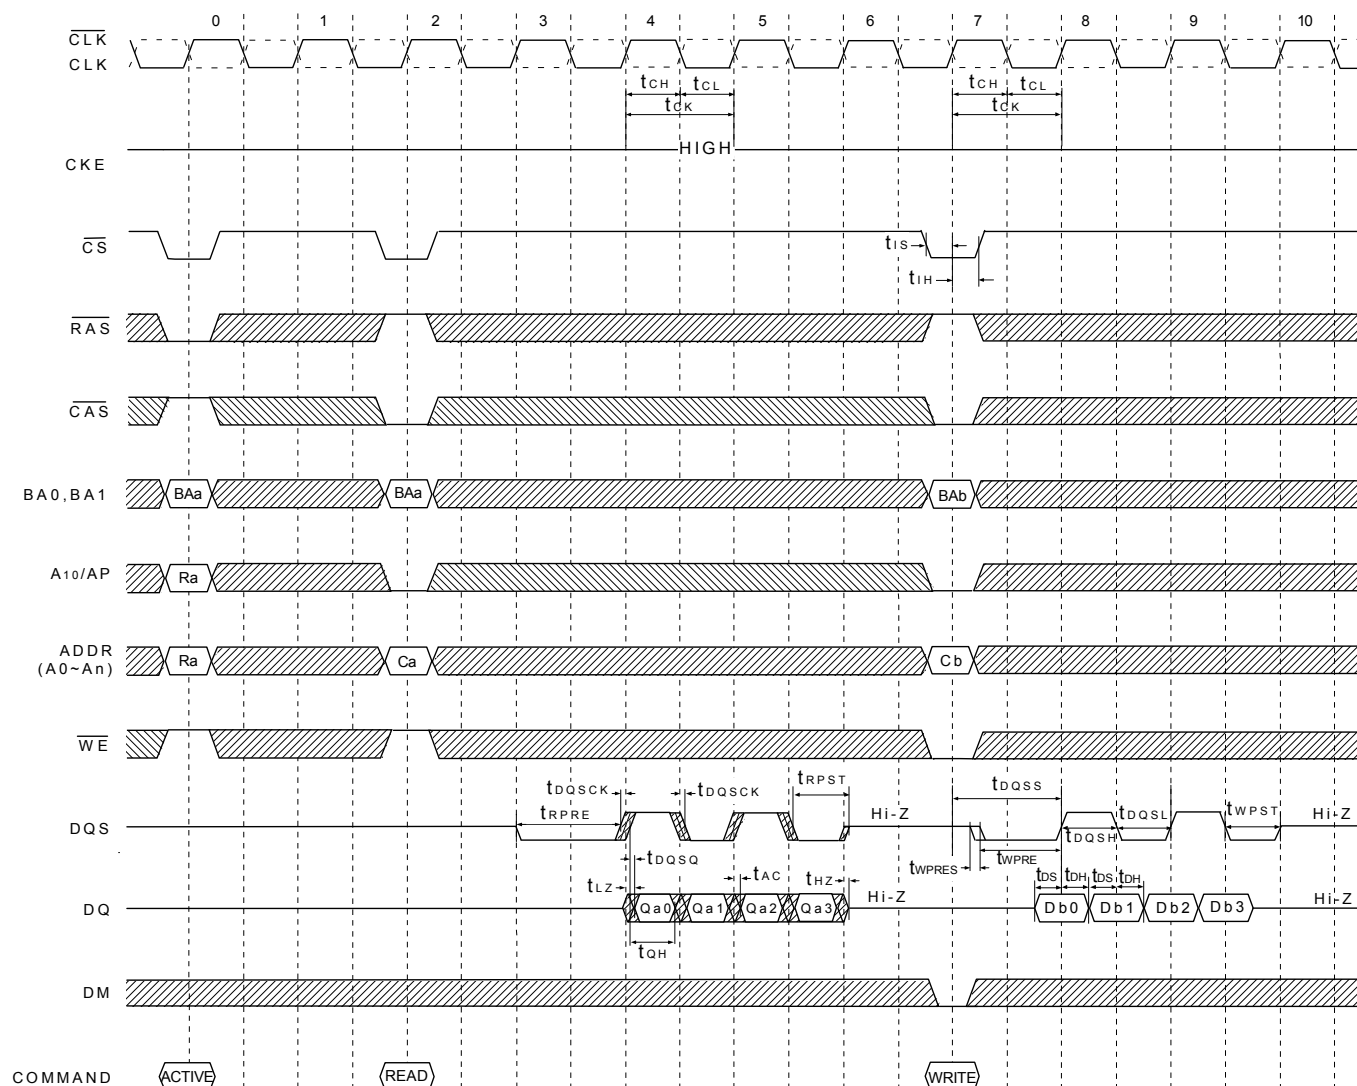 0 1 2 3 4 5 6 7 8 9 10
CLK
CLK
tCH tCL tCH tCL
tCK tCK
HIGH
CKE
CS
tIS
tIH
RAS
CAS
BA0,BA1 BAa BAa BAb
A10/AP Ra
ADDR
(A0~An) Ra Ca Cb
WE
tDQSCK tDQSCK tRPST tDQSS
tRPRE Hi-Z tDQSL tWPST Hi-Z
DQS
tDQSH
tDQSQ tWPRES tWPRE
tLZ tAC tHZ tDS tDH tDS tDH
DQ Qa0 Qa1 Qa2 Qa3 Hi-Z Db0 Db1 Db2 Db3 Hi-Z
tQH
DM
COMMAND ACTIVE READ WRITE